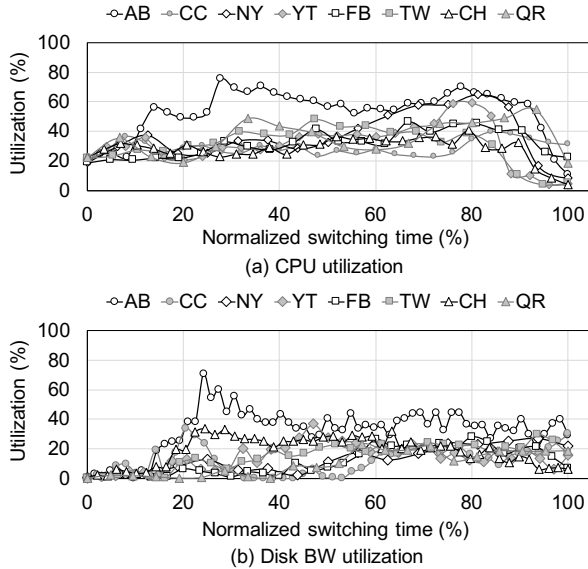 AB CC NY YT FB TW CH QR
Utilization (%)
100
80
60
40
20
0
0 20 40 60 80 100
Normalized switching time (%)
(a) CPU utilization
AB CC NY YT FB TW CH QR
Utilization (%)
100
80
60
40
20
0
0 20 40 60 80 100
Normalized switching time (%)
(b) Disk BW utilization